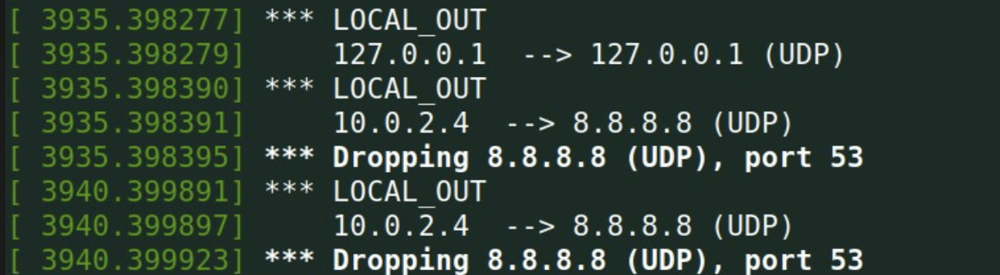 [ 3935.398277] *** LOCAL_OUT
[ 3935.398279]     127.0.0.1  --> 127.0.0.1 (UDP)
[ 3935.398390] *** LOCAL_OUT
[ 3935.398391]     10.0.2.4  --> 8.8.8.8 (UDP)
[ 3935.398395] *** Dropping 8.8.8.8 (UDP), port 53
[ 3940.399891] *** LOCAL_OUT
[ 3940.399897]     10.0.2.4  --> 8.8.8.8 (UDP)
[ 3940.399923] *** Dropping 8.8.8.8 (UDP), port 53